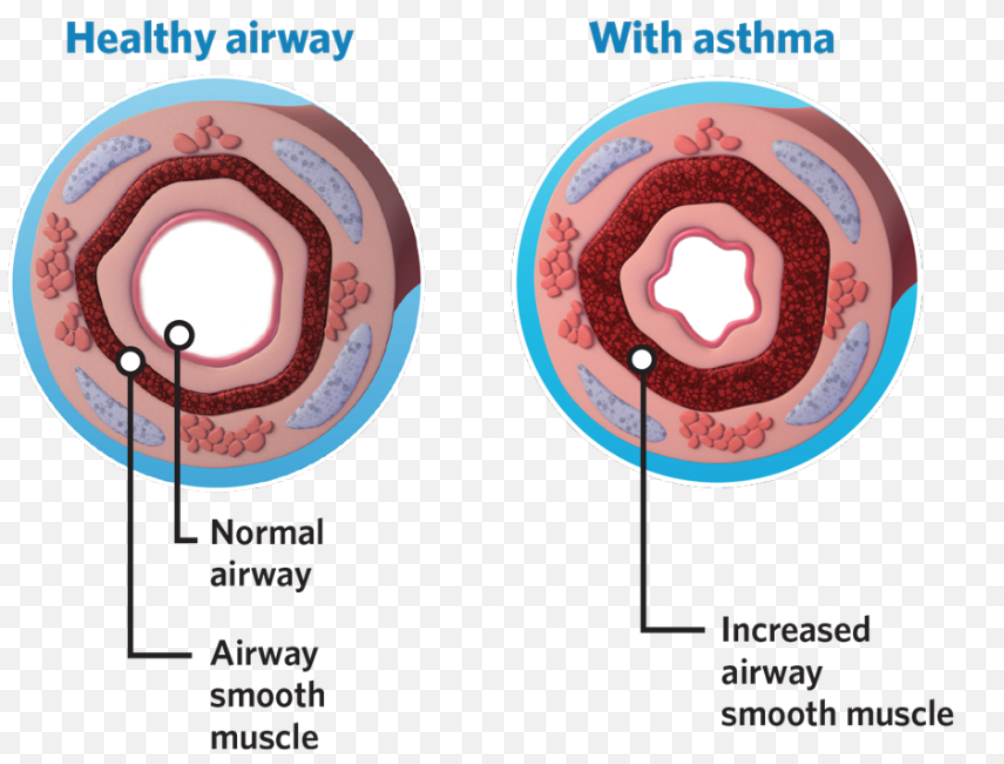 Healthy airway
With asthma
Normal
airway
Airway
smooth
muscle
Increased
airway
smooth muscle